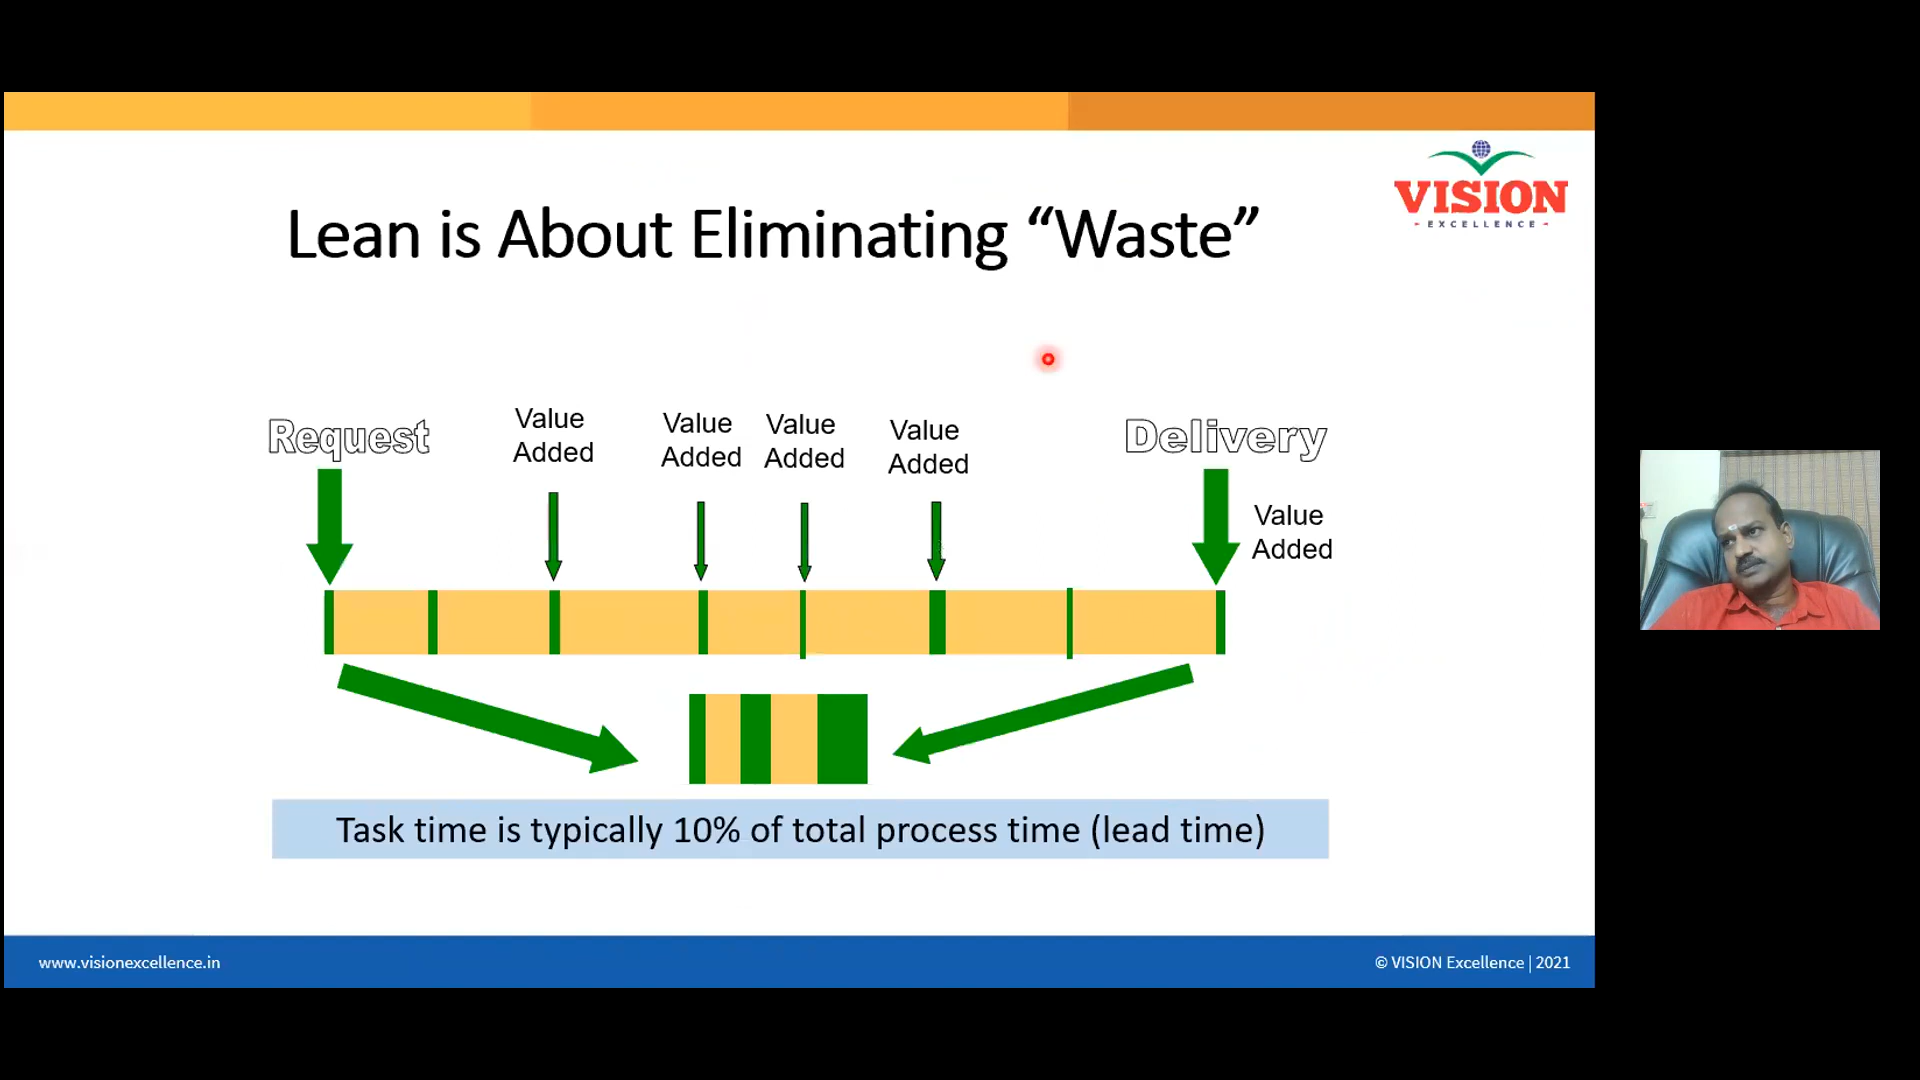 VISION
EXCELLENCE
Lean is About Eliminating “Waste”
Request
Value
Added
Value
Added
Value
Added
Value
Added
Delivery
Value
Added
Task time is typically 10% of total process time (lead time)
www.visionexcellence.in
© VISION Excellence | 2021